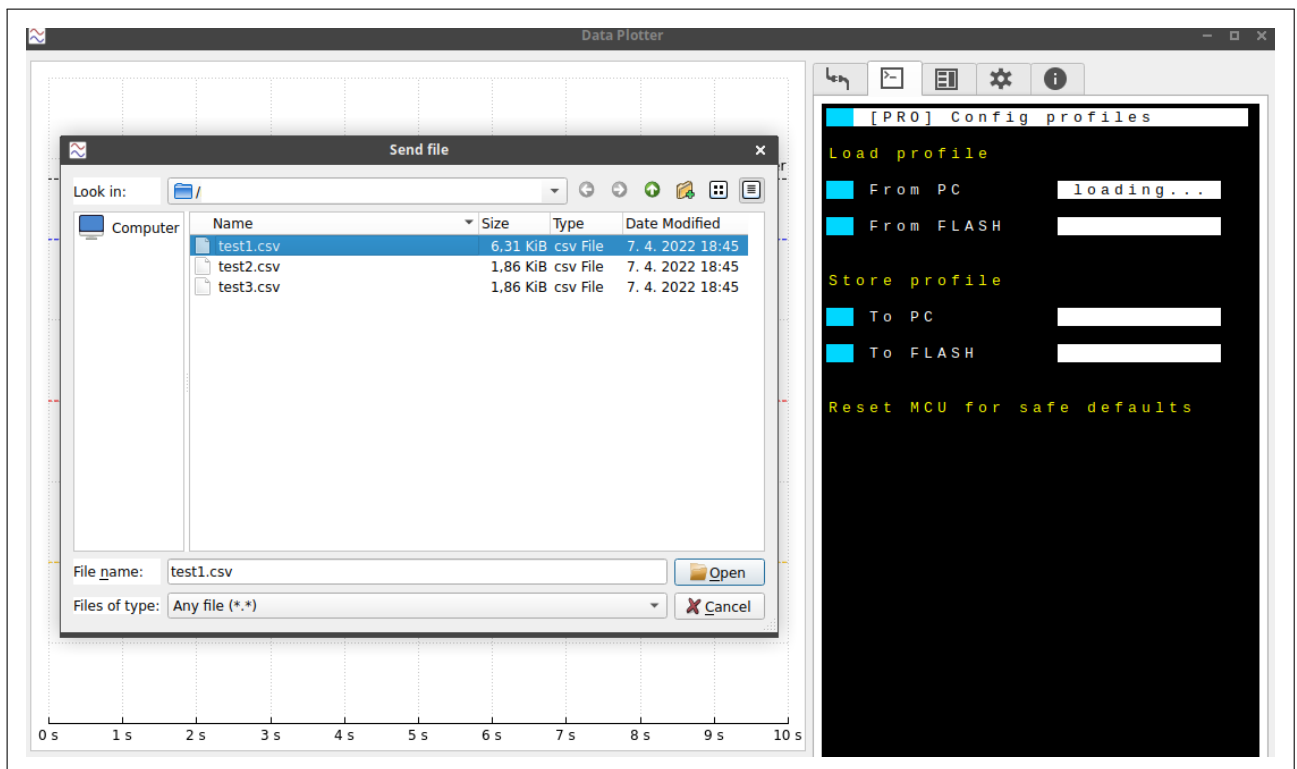 Data Plotter
Send file
Look in: /
Computer
Name Size Type Date Modified
test1.csv 6,31 KiB csv File 7. 4. 2022 18:45
test2.csv 1,86 KiB csv File 7. 4. 2022 18:45
test3.csv 1,86 KiB csv File 7. 4. 2022 18:45
File name: test1.csv Open
Files of type: Any file (*.*) Cancel
0 s 1 s 2 s 3 s 4 s 5 s 6 s 7 s 8 s 9 s 10 s
[PRO] Config profiles
Load profile
From PC loading...
From FLASH
Store profile
To PC
To FLASH
Reset MCU for safe defaults